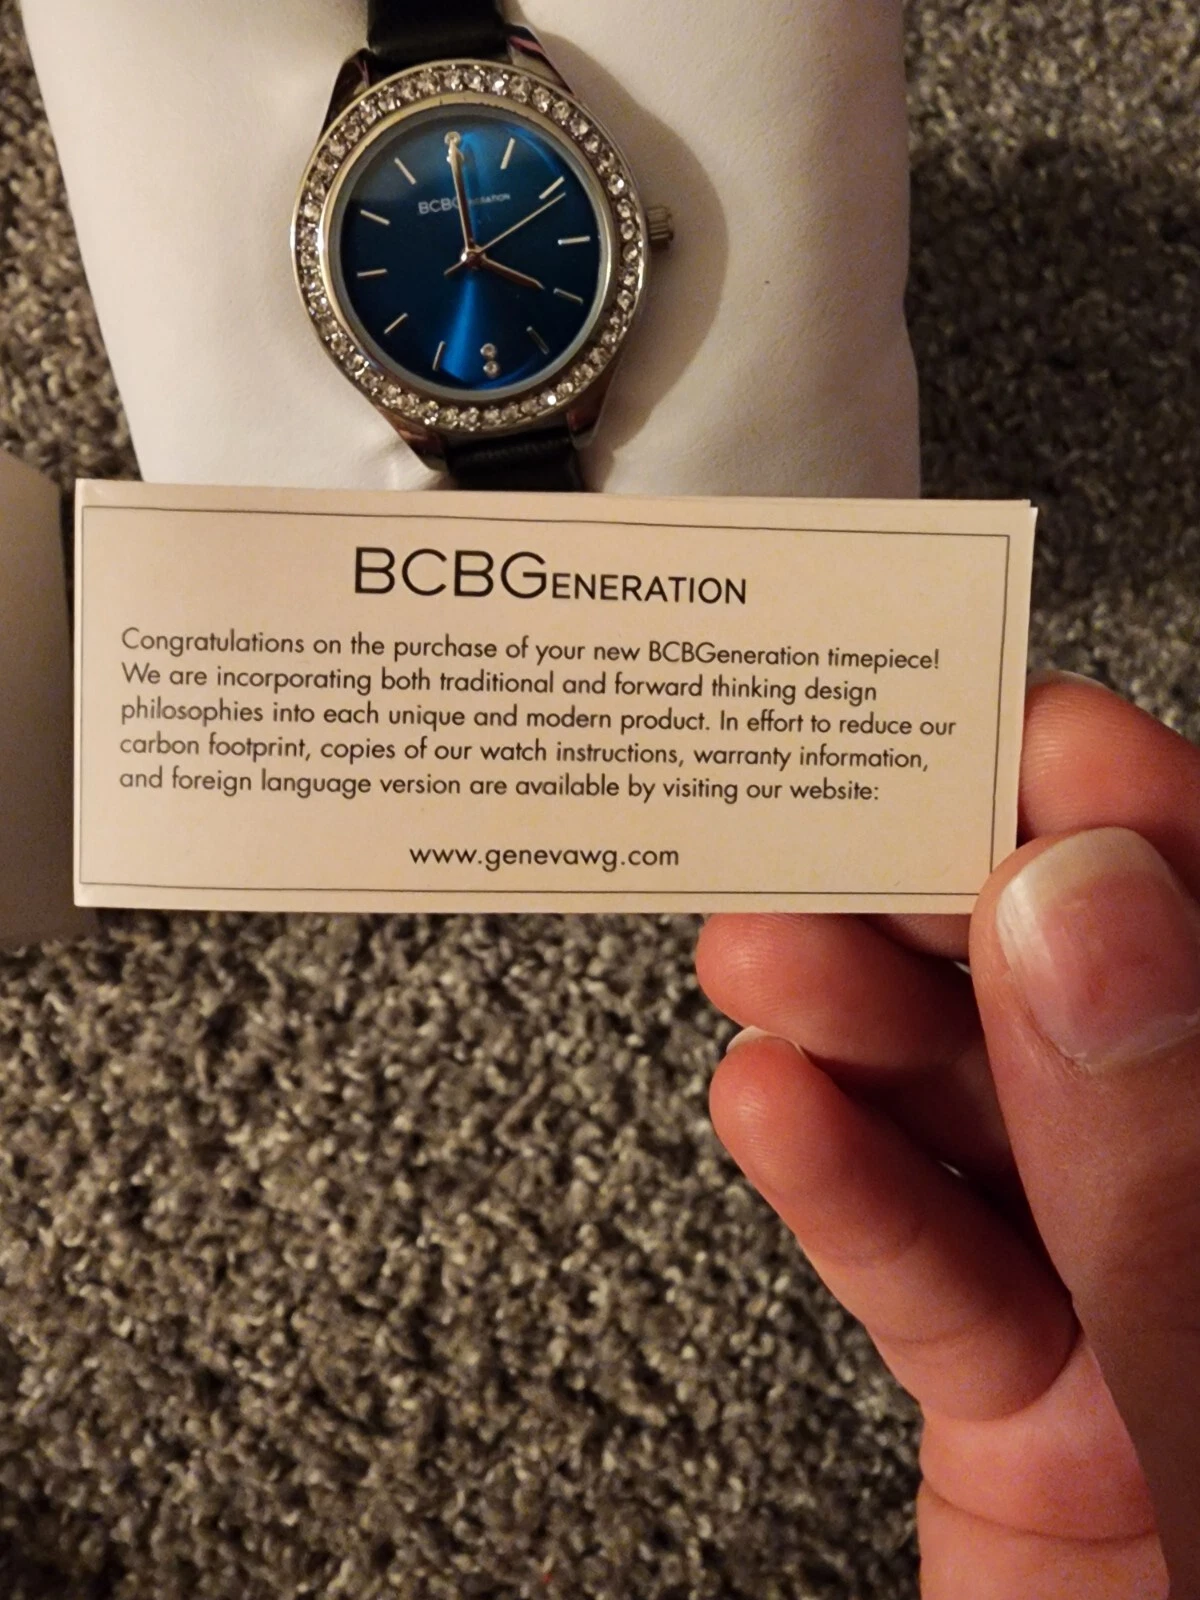 BCBGENERATION
BCBGENERATION
Congratulations on the purchase of your new BCBGeneration timepiece!
We are incorporating both traditional and forward thinking design
philosophies into each unique and modern product. In effort to reduce our
carbon footprint, copies of our watch instructions, warranty information,
and foreign language version are available by visiting our website:
www.genevawg.com